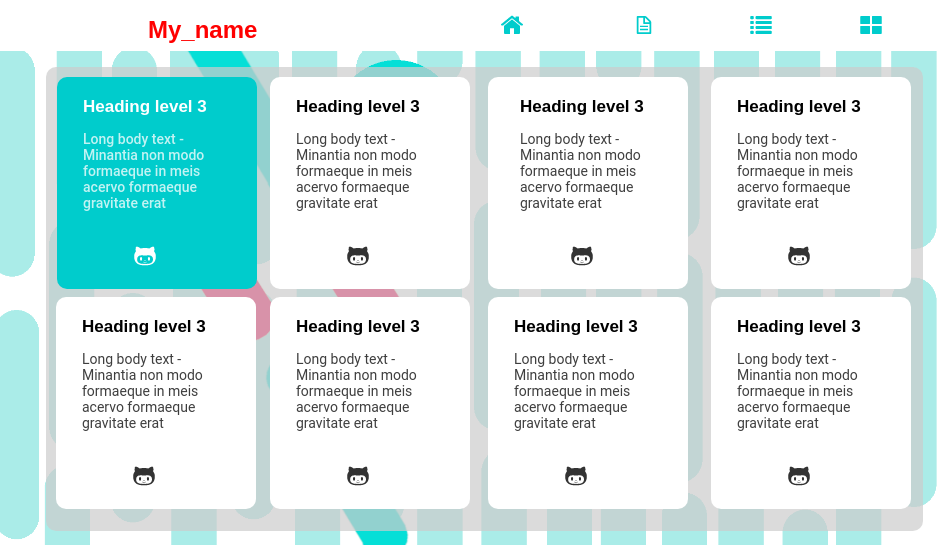 My_name
Heading level 3
Long body text -
Minantia non modo
formaeque in meis
acervo formaeque
gravitate erat
Heading level 3
Long body text -
Minantia non modo
formaeque in meis
acervo formaeque
gravitate erat
Heading level 3
Long body text -
Minantia non modo
formaeque in meis
acervo formaeque
gravitate erat
Heading level 3
Long body text -
Minantia non modo
formaeque in meis
acervo formaeque
gravitate erat
Heading level 3
Long body text -
Minantia non modo
formaeque in meis
acervo formaeque
gravitate erat
Heading level 3
Long body text -
Minantia non modo
formaeque in meis
acervo formaeque
gravitate erat
Heading level 3
Long body text -
Minantia non modo
formaeque in meis
acervo formaeque
gravitate erat
Heading level 3
Long body text -
Minantia non modo
formaeque in meis
acervo formaeque
gravitate erat